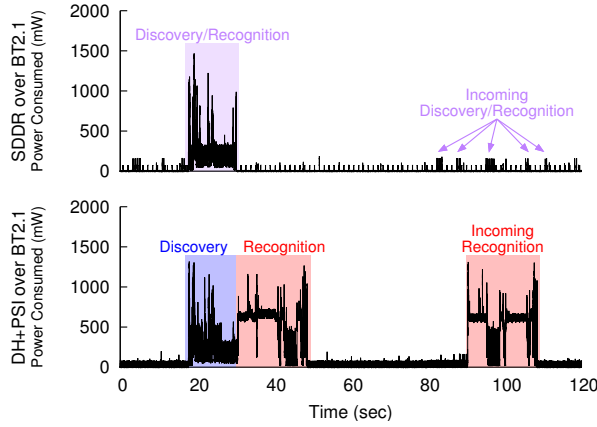 SDDR over BT2.1
Power Consumed (mW)
2000
1500
1000
500
0
Discovery/Recognition
Incoming
Discovery/Recognition
DH+PSI over BT2.1
Power Consumed (mW)
2000
1500
1000
500
0
Discovery
Recognition
Incoming
Recognition
0 20 40 60 80 100 120
Time (sec)